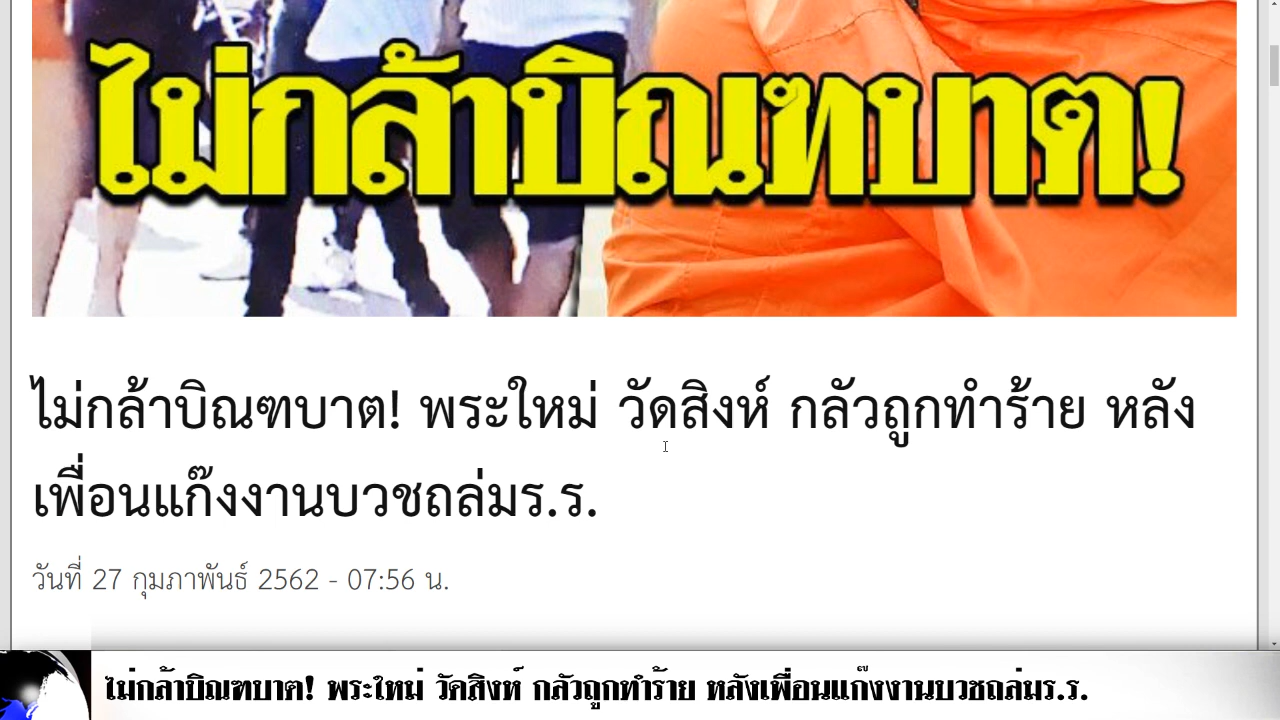 ไม่กล้าบิณฑบาต!
ไม่กล้าบิณฑบาต! พระใหม่ วัดสิงห์ กลัวถูกทำร้าย หลัง
เพื่อนแก๊งงานบวชถล่มร.ร.
วันที่ 27 กุมภาพันธ์ 2562 - 07:56 น.
ไม่กล้าบิณฑบาต! พระใหม่ วัดสิงห์ กลัวถูกทำร้าย หลังเพื่อนแก๊งงานบวชถล่มร.ร.